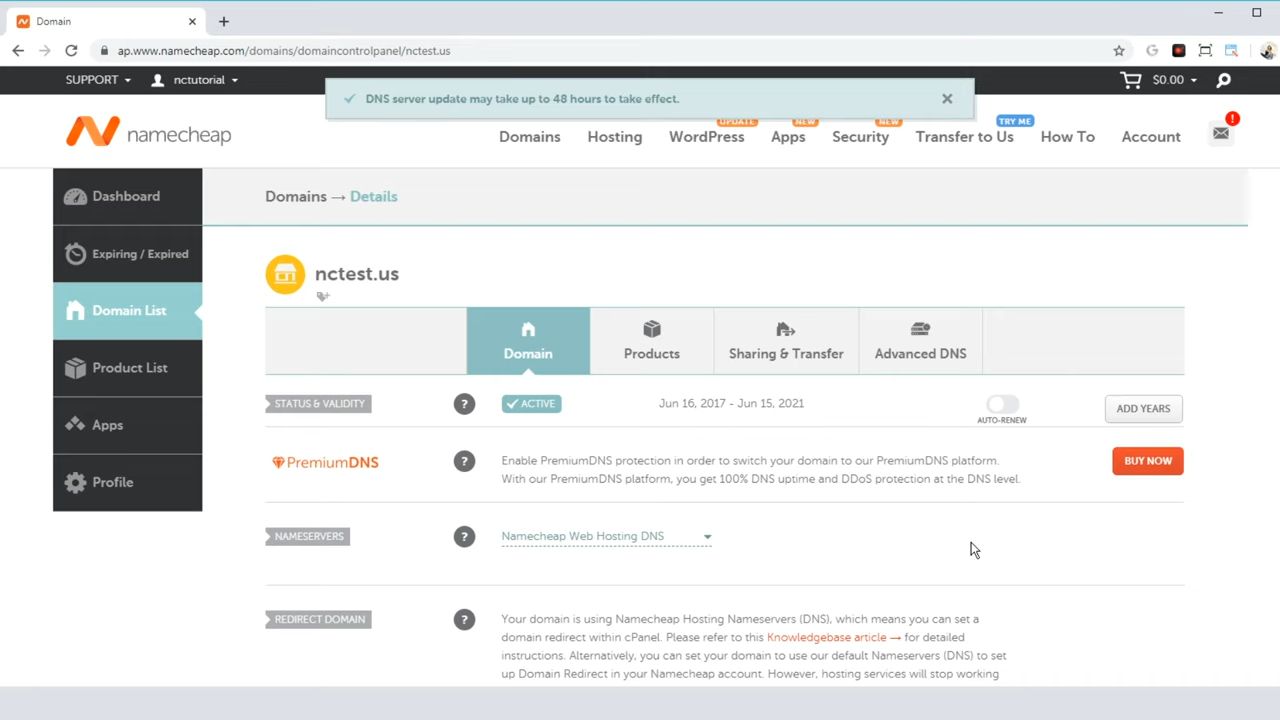 Domain
ap.www.namecheap.com/domains/domaincontrolpanel/nctest.us
SUPPORT
nctutorial
$0.00
DNS server update may take up to 48 hours to take effect.
namecheap
UPDATE
NEW
NEW
TRY ME
Domains
Hosting
WordPress
Apps
Security
Transfer to Us
How To
Account
!
Dashboard
Expiring / Expired
Domain List
Product List
Apps
Profile
Domains → Details
nctest.us
Domain
Products
Sharing & Transfer
Advanced DNS
STATUS & VALIDITY
?
ACTIVE
Jun 16, 2017 - Jun 15, 2021
AUTO-RENEW
ADD YEARS
PremiumDNS
?
Enable PremiumDNS protection in order to switch your domain to our PremiumDNS platform.
With our PremiumDNS platform, you get 100% DNS uptime and DDoS protection at the DNS level.
BUY NOW
NAMESERVERS
?
Namecheap Web Hosting DNS
REDIRECT DOMAIN
?
Your domain is using Namecheap Hosting Nameservers (DNS), which means you can set a
domain redirect within cPanel. Please refer to this Knowledgebase article → for detailed
instructions. Alternatively, you can set your domain to use our default Nameservers (DNS) to set
up Domain Redirect in your Namecheap account. However, hosting services will stop working